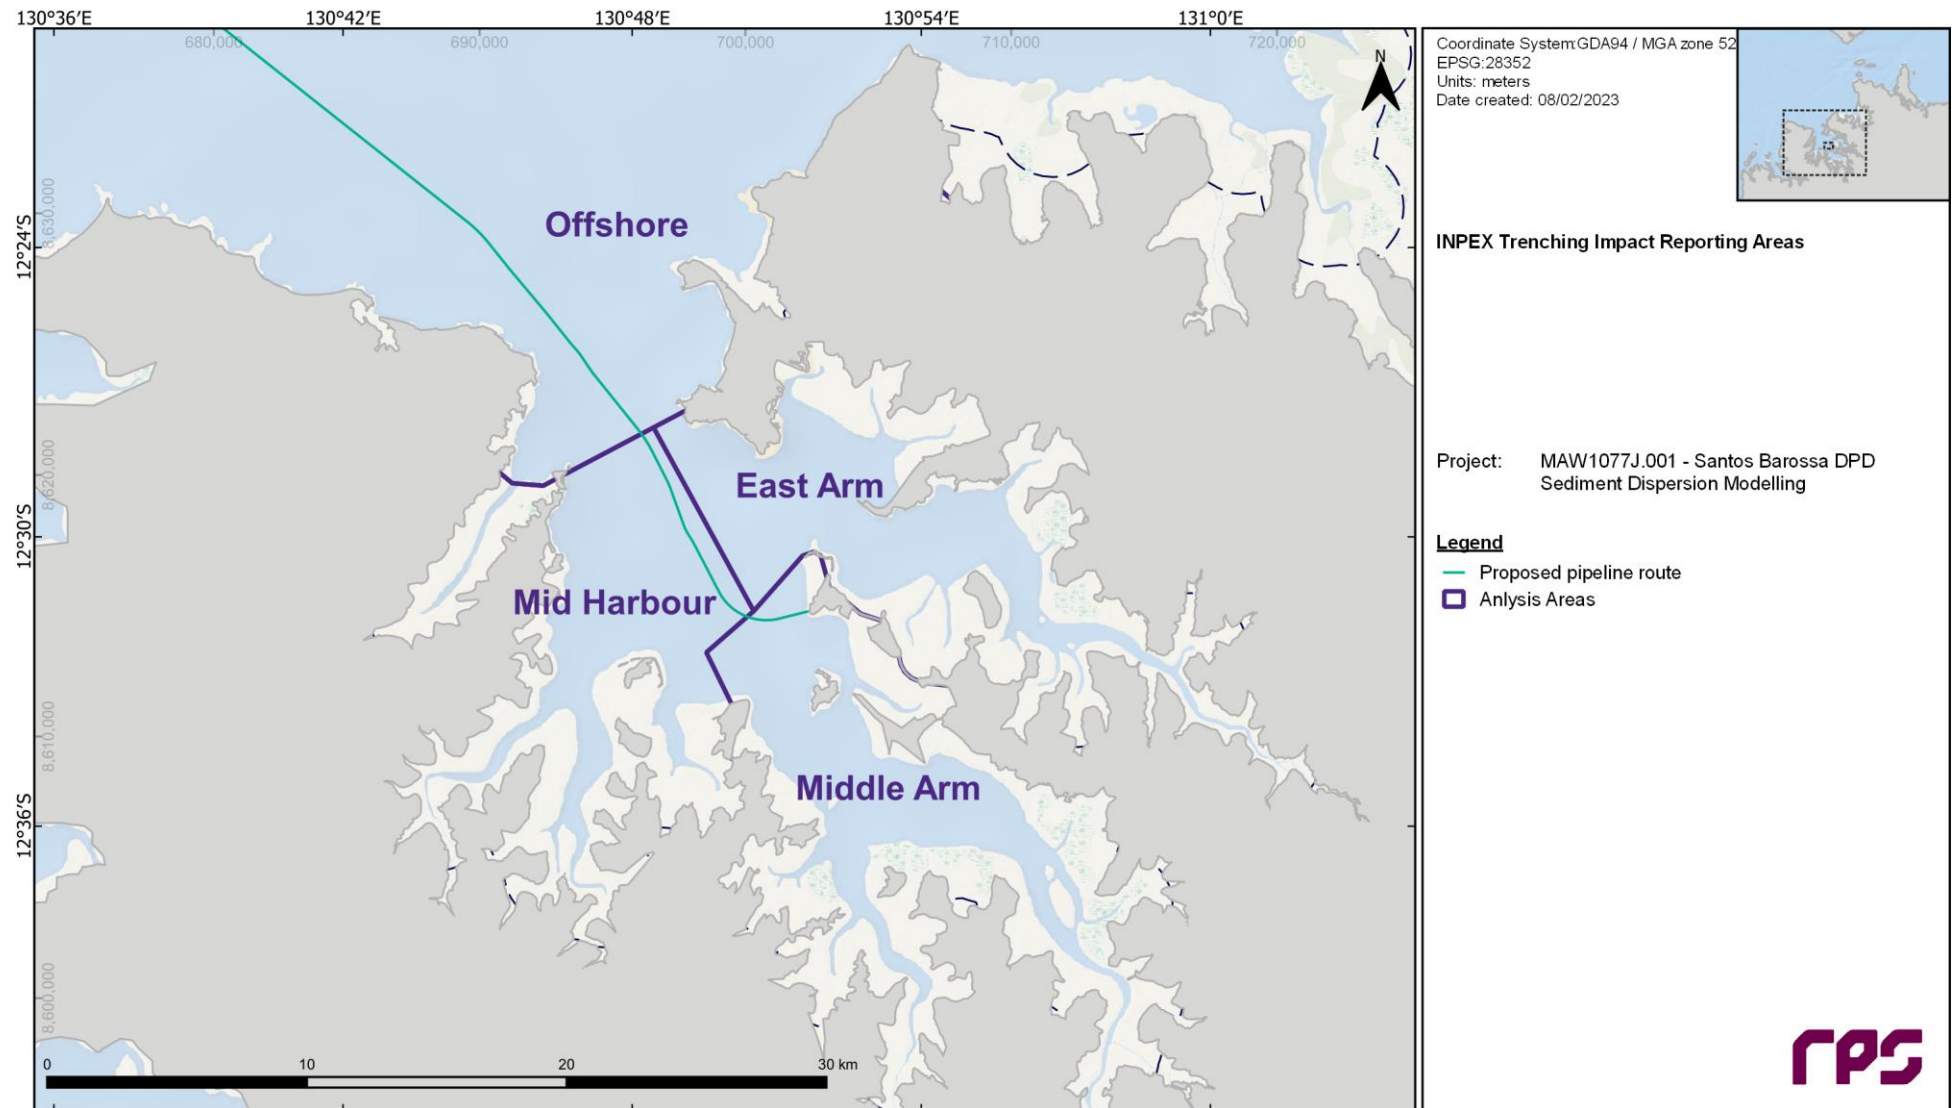 130°36'E 130°42'E 130°48'E 130°54'E 131°0'E
680,000 690,000 700,000 710,000 720,000
N
12°24'S
8,630,000
12°30'S
8,620,000
12°36'S
8,610,000
8,600,000
Offshore
East Arm
Mid Harbour
Middle Arm
0 10 20 30 km
Coordinate System:GDA94 / MGA zone 52
EPSG:28352
Units: meters
Date created: 08/02/2023
INPEX Trenching Impact Reporting Areas
Project: MAW1077J.001 - Santos Barossa DPD
Sediment Dispersion Modelling
Legend
Proposed pipeline route
Anlysis Areas
rps